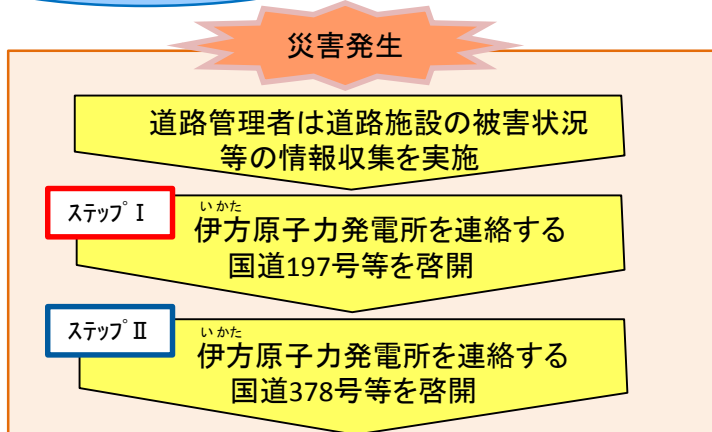 災害発生
道路管理者は道路施設の被害状況
等の情報収集を実施
ステップⅠ
いかた
伊方原子力発電所を連絡する
国道197号等を啓開
ステップⅡ
いかた
伊方原子力発電所を連絡する
国道378号等を啓開